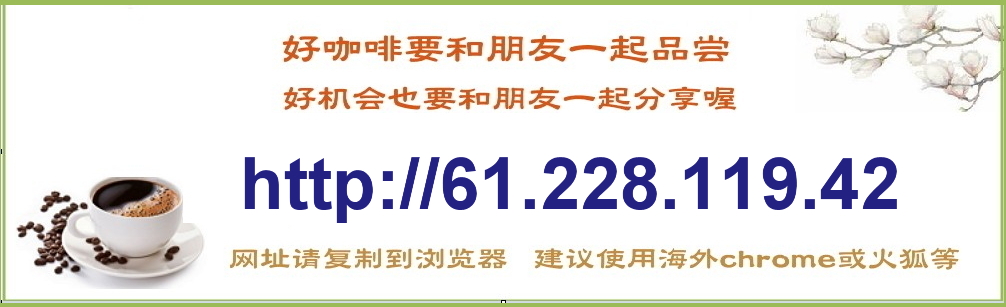 好咖啡要和朋友一起品尝
好机会也要和朋友一起分享喔
http://61.228.119.42
网址请复制到浏览器 建议使用海外chrome或火狐等